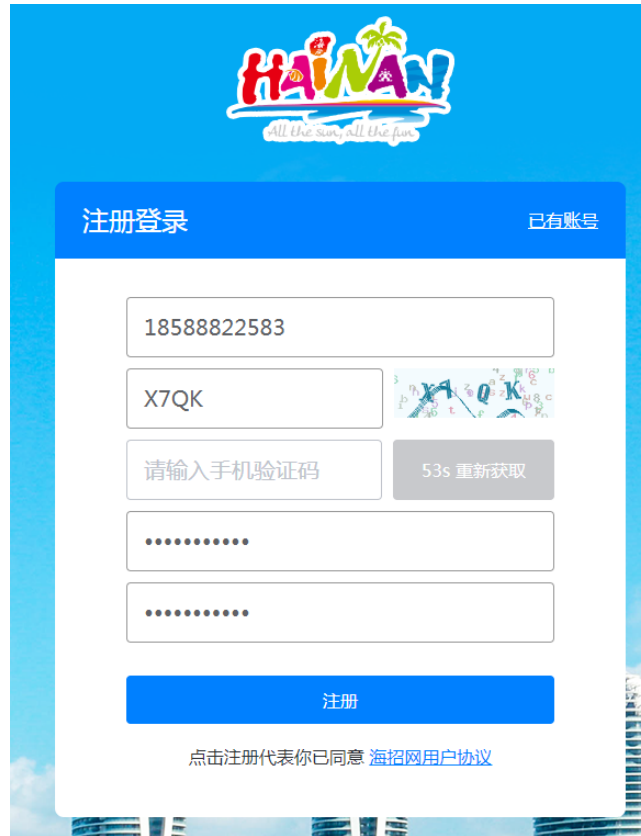 HAINAN
All the sun, all the fun
注册登录
已有账号
18588822583
X7QK
请输入手机验证码
53s 重新获取
•••••••••••
•••••••••••
注册
点击注册代表你已同意 海招网用户协议